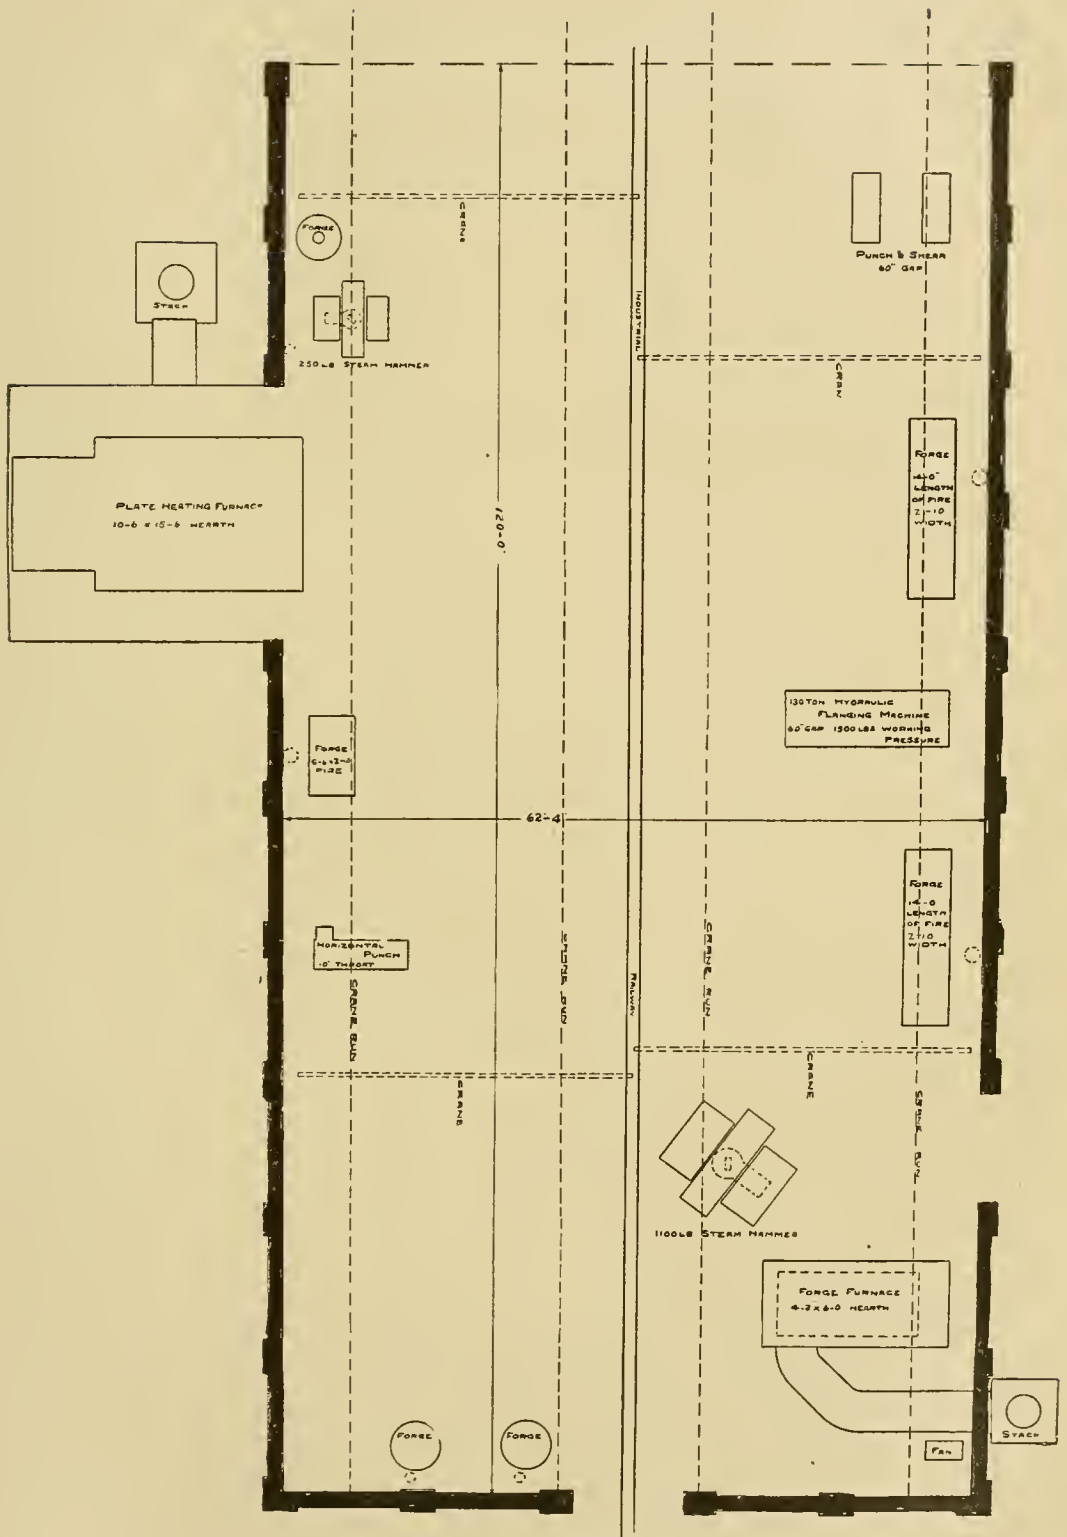 CRANE
FORGE
STACK
250 LB STEAM HAMMER
PUNCH & SHEAR
60" GAP
INDUSTRIAL
CRAN
FORGE
14-0"
LENGTH
OF FIRE
2-10
WIDTH
PLATE HEATING FURNACE
10-6 x 15-6 HEARTH
120-0"
130 TON HYDRAULIC
FLANGING MACHINE
60" GAP 1500 LBS WORKING
PRESSURE
FORGE
FIRE
62-4
FORGE
14-0
LENGTH
OF FIRE
2-10
WIDTH
HORIZONTAL
PUNCH
10" THROAT
CRANE RUN
CRANE RUN
RAILWAY
CRANE RUN
CRANE RUN
CRANE
CRANE
1100 LB STEAM HAMMER
FORGE FURNACE
4-3 x 6-0 HEARTH
FORGE
FORGE
FAN
STACK